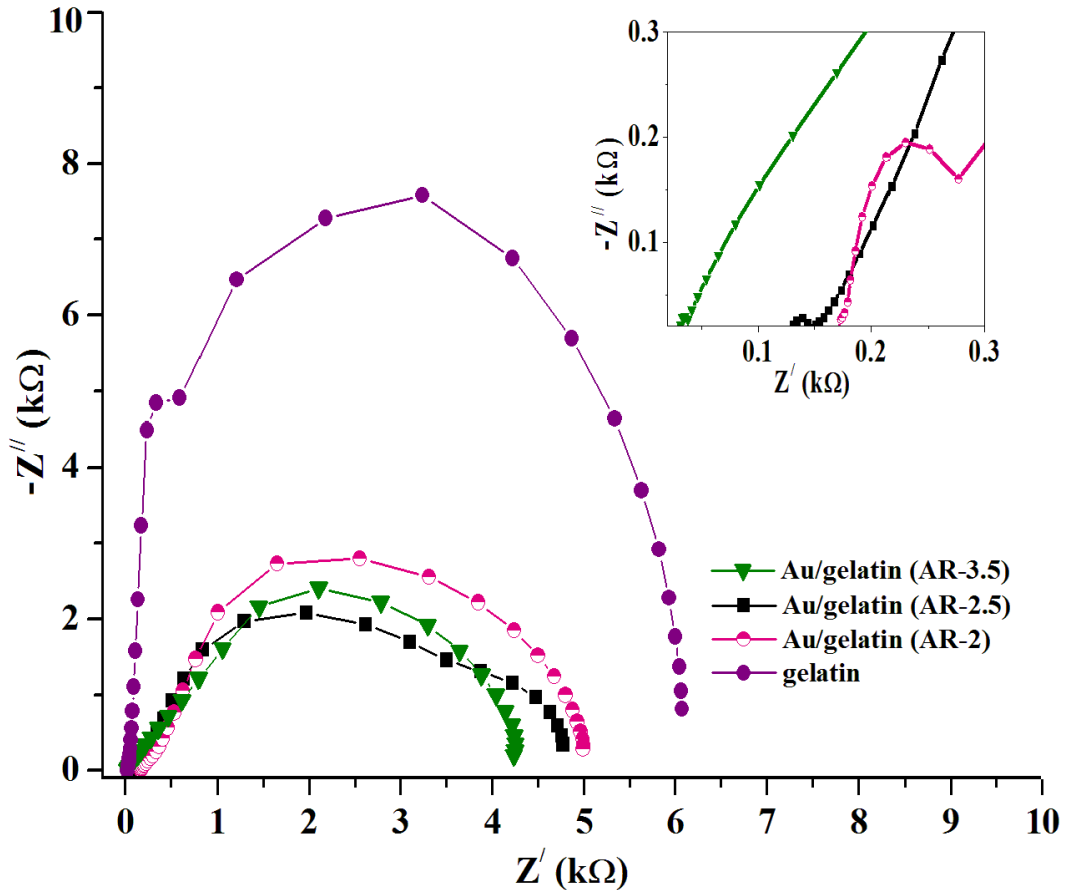 10
8
6
4
2
0
-Z// (kΩ)
0 1 2 3 4 5 6 7 8 9 10
Z/ (kΩ)
0.3
0.2
0.1
-Z// (kΩ)
0.1 0.2 0.3
Z/ (kΩ)
Au/gelatin (AR-3.5)
Au/gelatin (AR-2.5)
Au/gelatin (AR-2)
gelatin